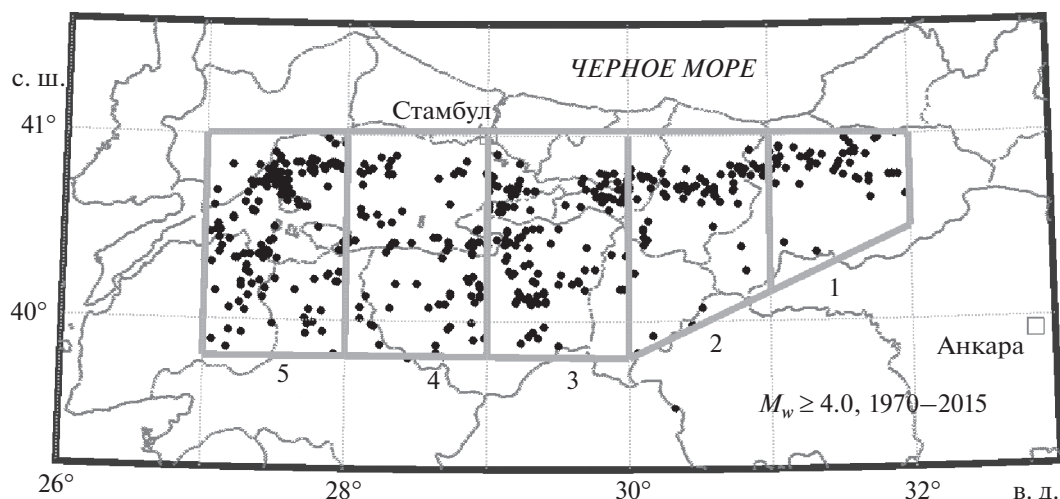 ЧЕРНОЕ МОРЕ
с. ш.
Стамбул
41°
40°
1
2
Анкара
5
4
3
M_w ≥ 4.0, 1970–2015
26°
28°
30°
32°
в. д.